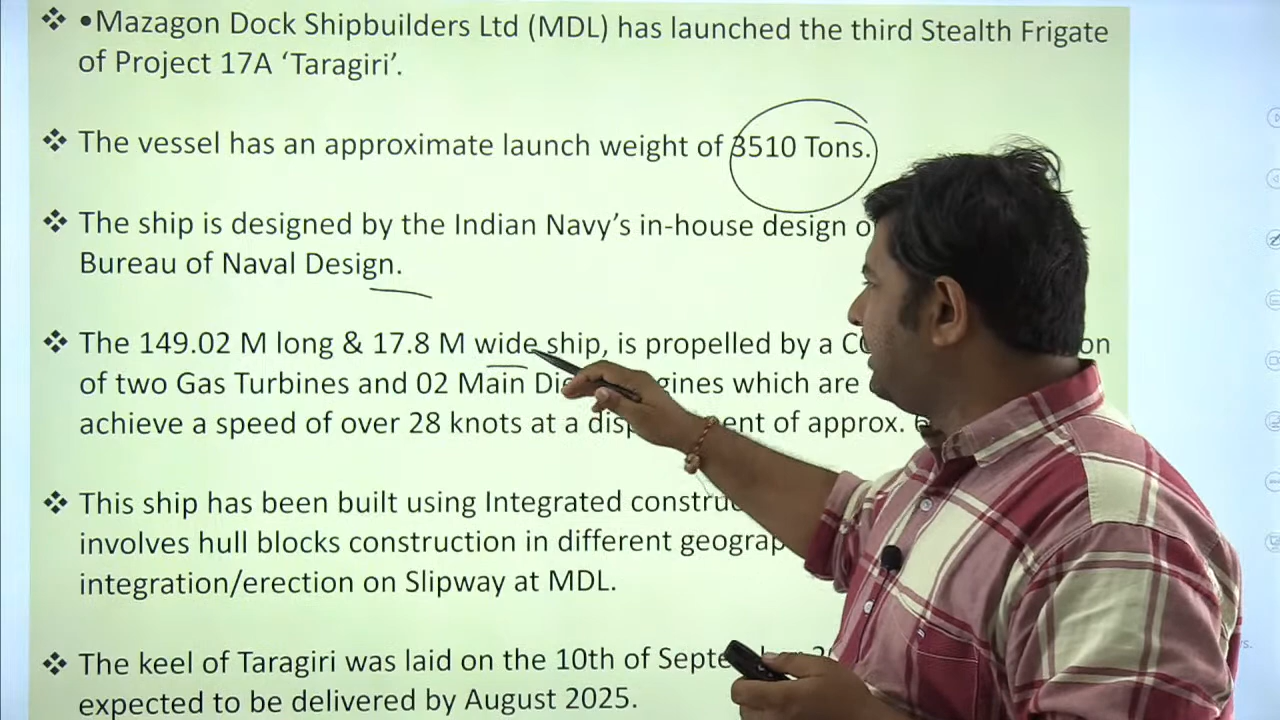 ❖ •Mazagon Dock Shipbuilders Ltd (MDL) has launched the third Stealth Frigate
of Project 17A ‘Taragiri’.
❖ The vessel has an approximate launch weight of 3510 Tons.
❖ The ship is designed by the Indian Navy’s in-house design
Bureau of Naval Design.
❖ The 149.02 M long & 17.8 M wide ship, is propelled by a
of two Gas Turbines and 02 Main which are
achieve a speed of over 28 knots at a of approx.
❖ This ship has been built using Integrated
involves hull blocks construction in different
integration/erection on Slipway at MDL.
❖ The keel of Taragiri was laid on the 10th of
expected to be delivered by August 2025.